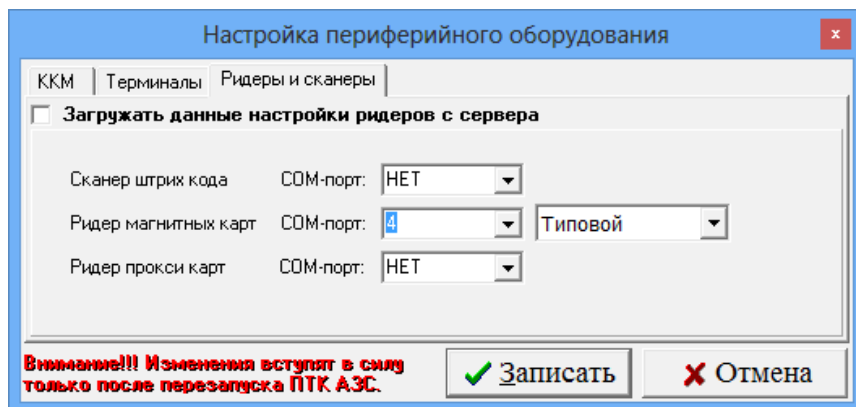 Настройка периферийного оборудования x
ККМ Терминалы Ридеры и сканеры
Загружать данные настройки ридеров с сервера
Сканер штрих кода COM-порт: НЕТ
Ридер магнитных карт COM-порт: 4 Типовой
Ридер прокси карт COM-порт: НЕТ
Внимание!!! Изменения вступят в силу
только после перезапуска ПТК АЗС.
Записать Отмена